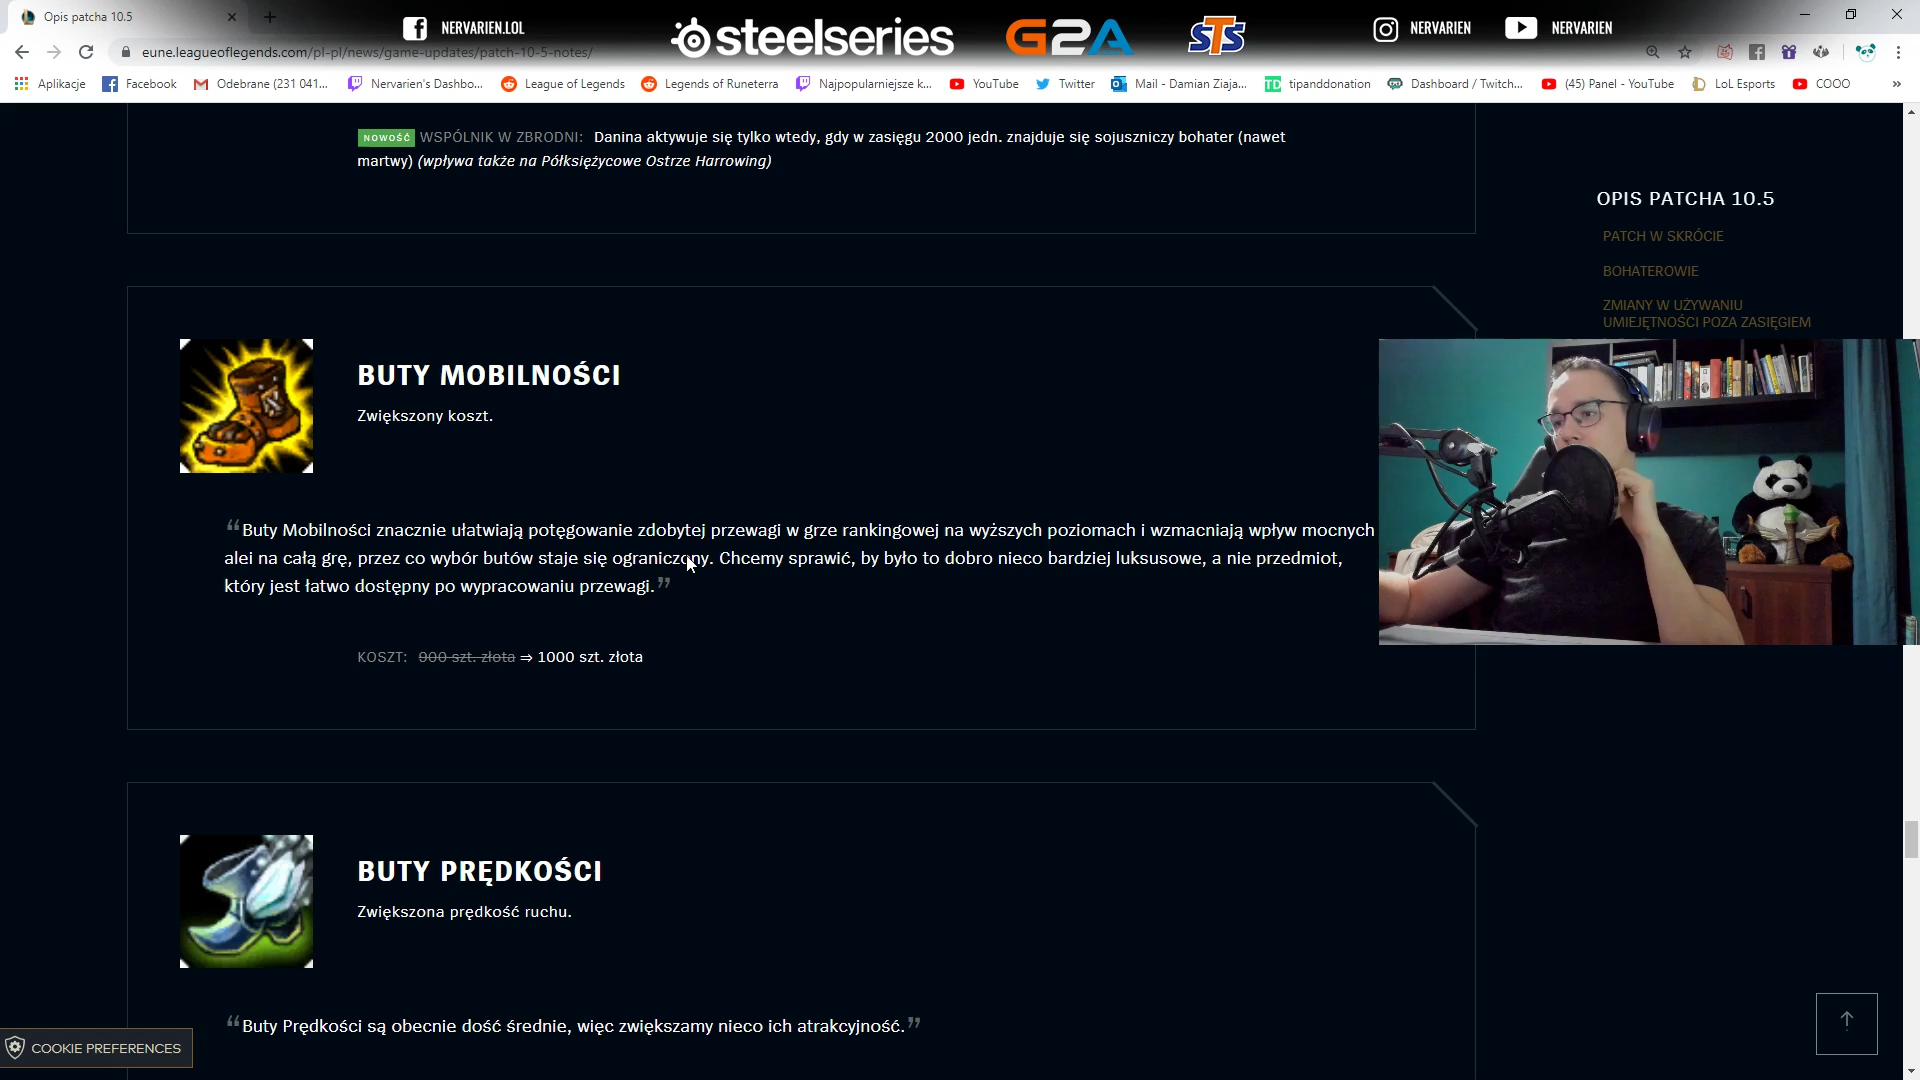 Opis patcha 10.5
NERVARIEN.LOL
steelseries
G2A
STS
NERVARIEN
NERVARIEN
eune.leagueoflegends.com/pl-pl/news/game-updates/patch-10-5-notes/
Aplikacje
Facebook
Odebrane (231 041...
Nervarien's Dashbo...
League of Legends
Legends of Runeterra
Najpopularniejsze k...
YouTube
Twitter
Mail - Damian Ziaja...
TD tipanddonation
Dashboard / Twitch...
(45) Panel - YouTube
LoL Esports
COOO
»
NOWOŚĆ WSPÓLNIK W ZBRODNI: Danina aktywuje się tylko wtedy, gdy w zasięgu 2000 jedn. znajduje się sojuszniczy bohater (nawet
martwy) (wpływa także na Półksiężycowe Ostrze Harrowing)
OPIS PATCHA 10.5
PATCH W SKRÓCIE
BOHATEROWIE
ZMIANY W UŻYWANIU
UMIEJĘTNOŚCI POZA ZASIĘGIEM
BUTY MOBILNOŚCI
Zwiększony koszt.
“Buty Mobilności znacznie ułatwiają potęgowanie zdobytej przewagi w grze rankingowej na wyższych poziomach i wzmacniają wpływ mocnych
alei na całą grę, przez co wybór butów staje się ograniczony. Chcemy sprawić, by było to dobro nieco bardziej luksusowe, a nie przedmiot,
który jest łatwo dostępny po wypracowaniu przewagi.”
KOSZT: 900 szt. złota ⇒ 1000 szt. złota
BUTY PRĘDKOŚCI
Zwiększona prędkość ruchu.
“Buty Prędkości są obecnie dość średnie, więc zwiększamy nieco ich atrakcyjność.”
COOKIE PREFERENCES